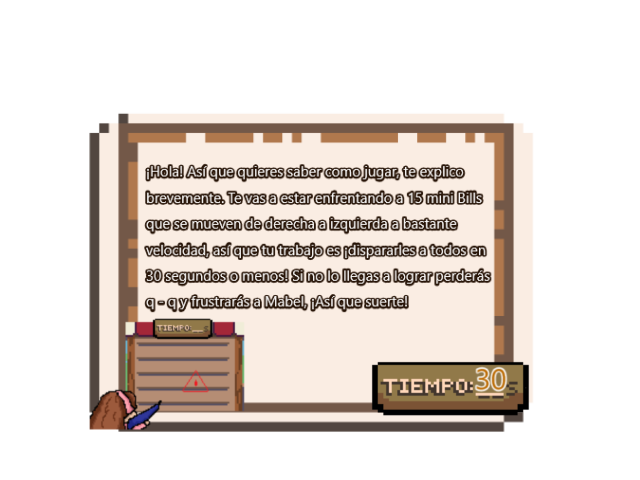 ¡Hola! Así que quieres saber como jugar, te explico
brevemente. Te vas a estar enfrentando a 15 mini Bills
que se mueven de derecha a izquierda a bastante
velocidad, así que tu trabajo es ¡dispararles a todos en
30 segundos o menos! Si no lo llegas a lograr perderás
q - q y frustrarás a Mabel, ¡Así que suerte!
TIEMPO:__s
TIEMPO:30s